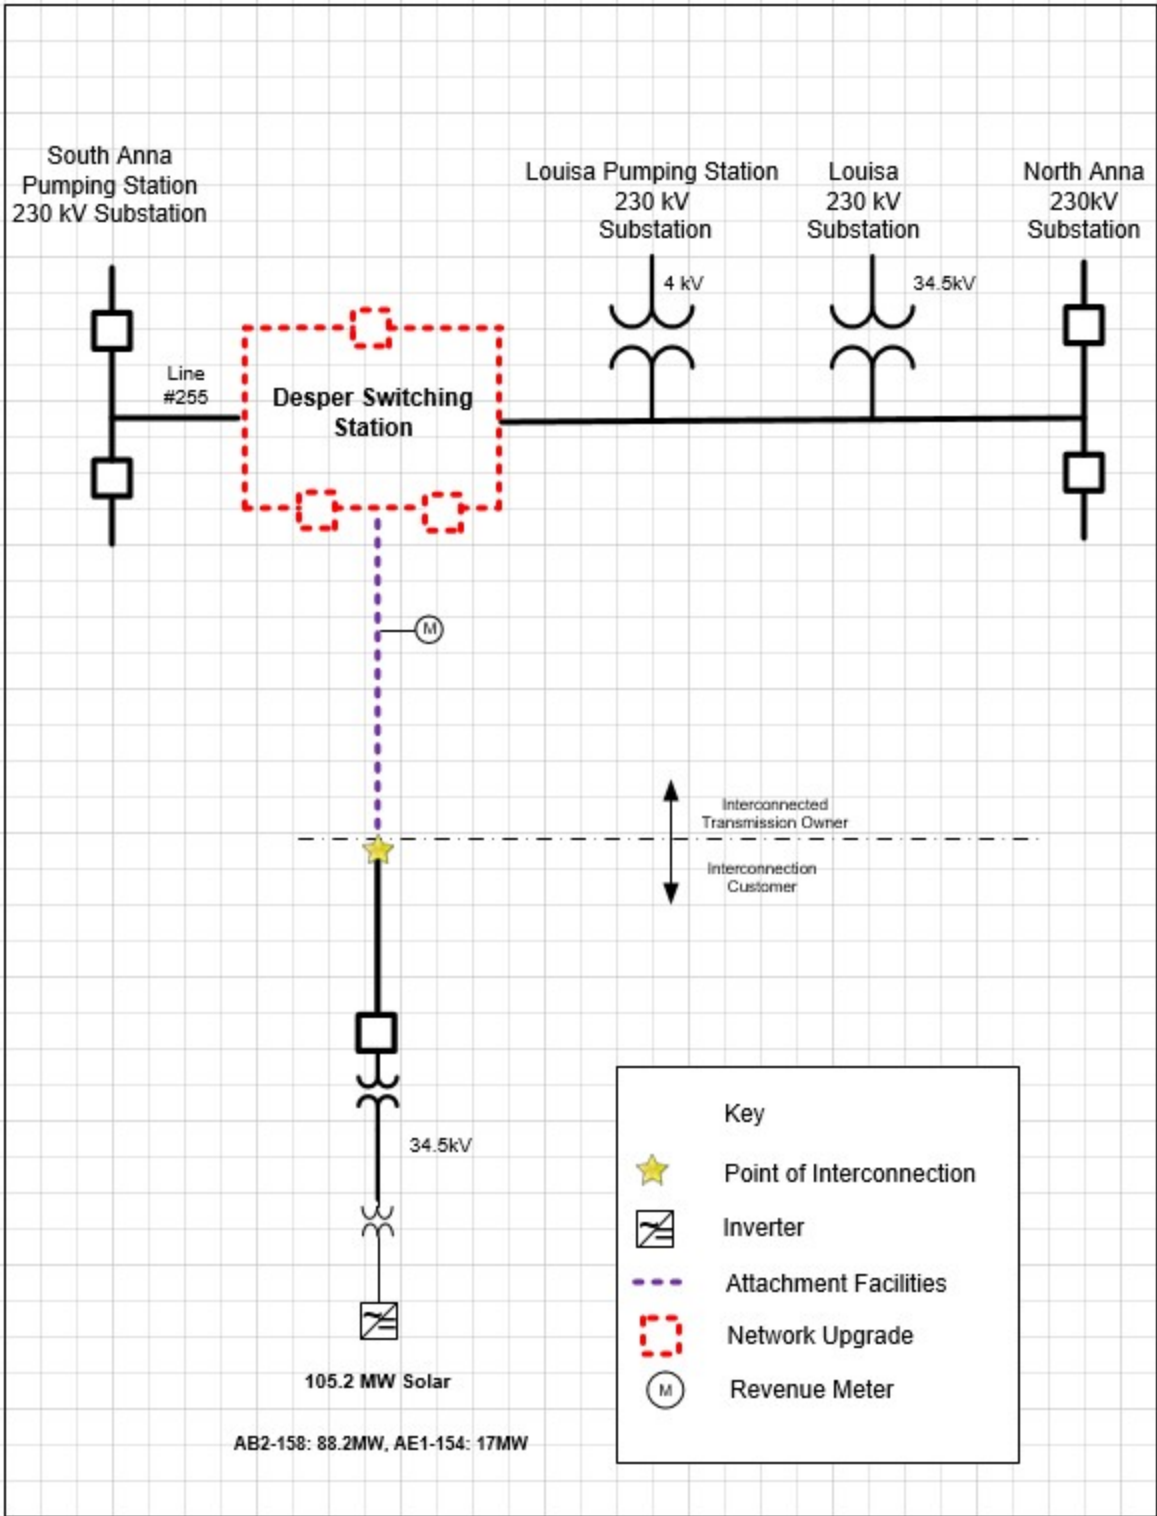 South Anna
Pumping Station
230 kV Substation
Louisa Pumping Station
230 kV
Substation
Louisa
230 kV
Substation
North Anna
230kV
Substation
4 kV
34.5kV
Line
#255
Desper Switching
Station
M
Interconnected
Transmission Owner
Interconnection
Customer
34.5kV
105.2 MW Solar
AB2-158: 88.2MW, AE1-154: 17MW
Key
Point of Interconnection
Inverter
Attachment Facilities
Network Upgrade
M
Revenue Meter